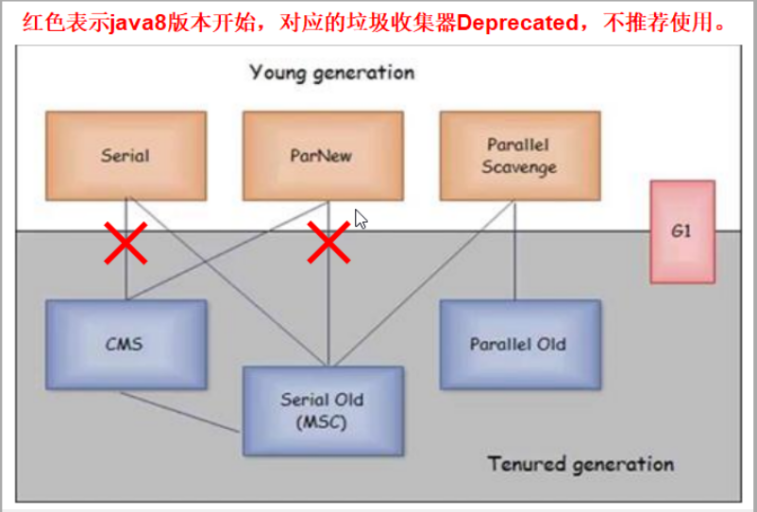 红色表示java8版本开始，对应的垃圾收集器Deprecated，不推荐使用。
Young generation
Serial
ParNew
Parallel
Scavenge
G1
CMS
Parallel Old
Serial Old
(MSC)
Tenured generation